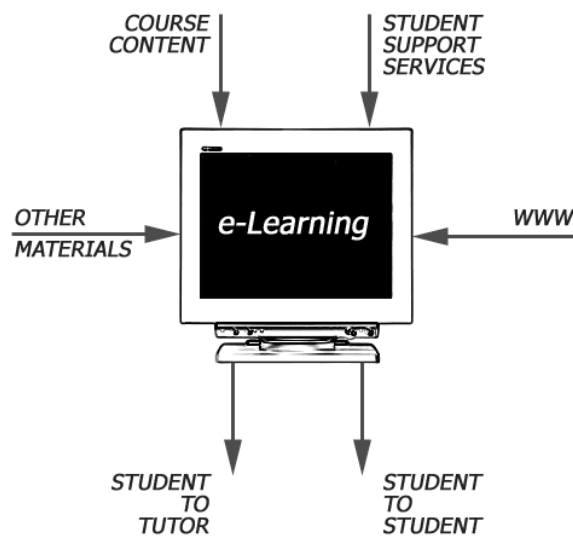 COURSE
CONTENT
STUDENT
SUPPORT
SERVICES
OTHER
MATERIALS
e-Learning
WWW
STUDENT
TO
TUTOR
STUDENT
TO
STUDENT